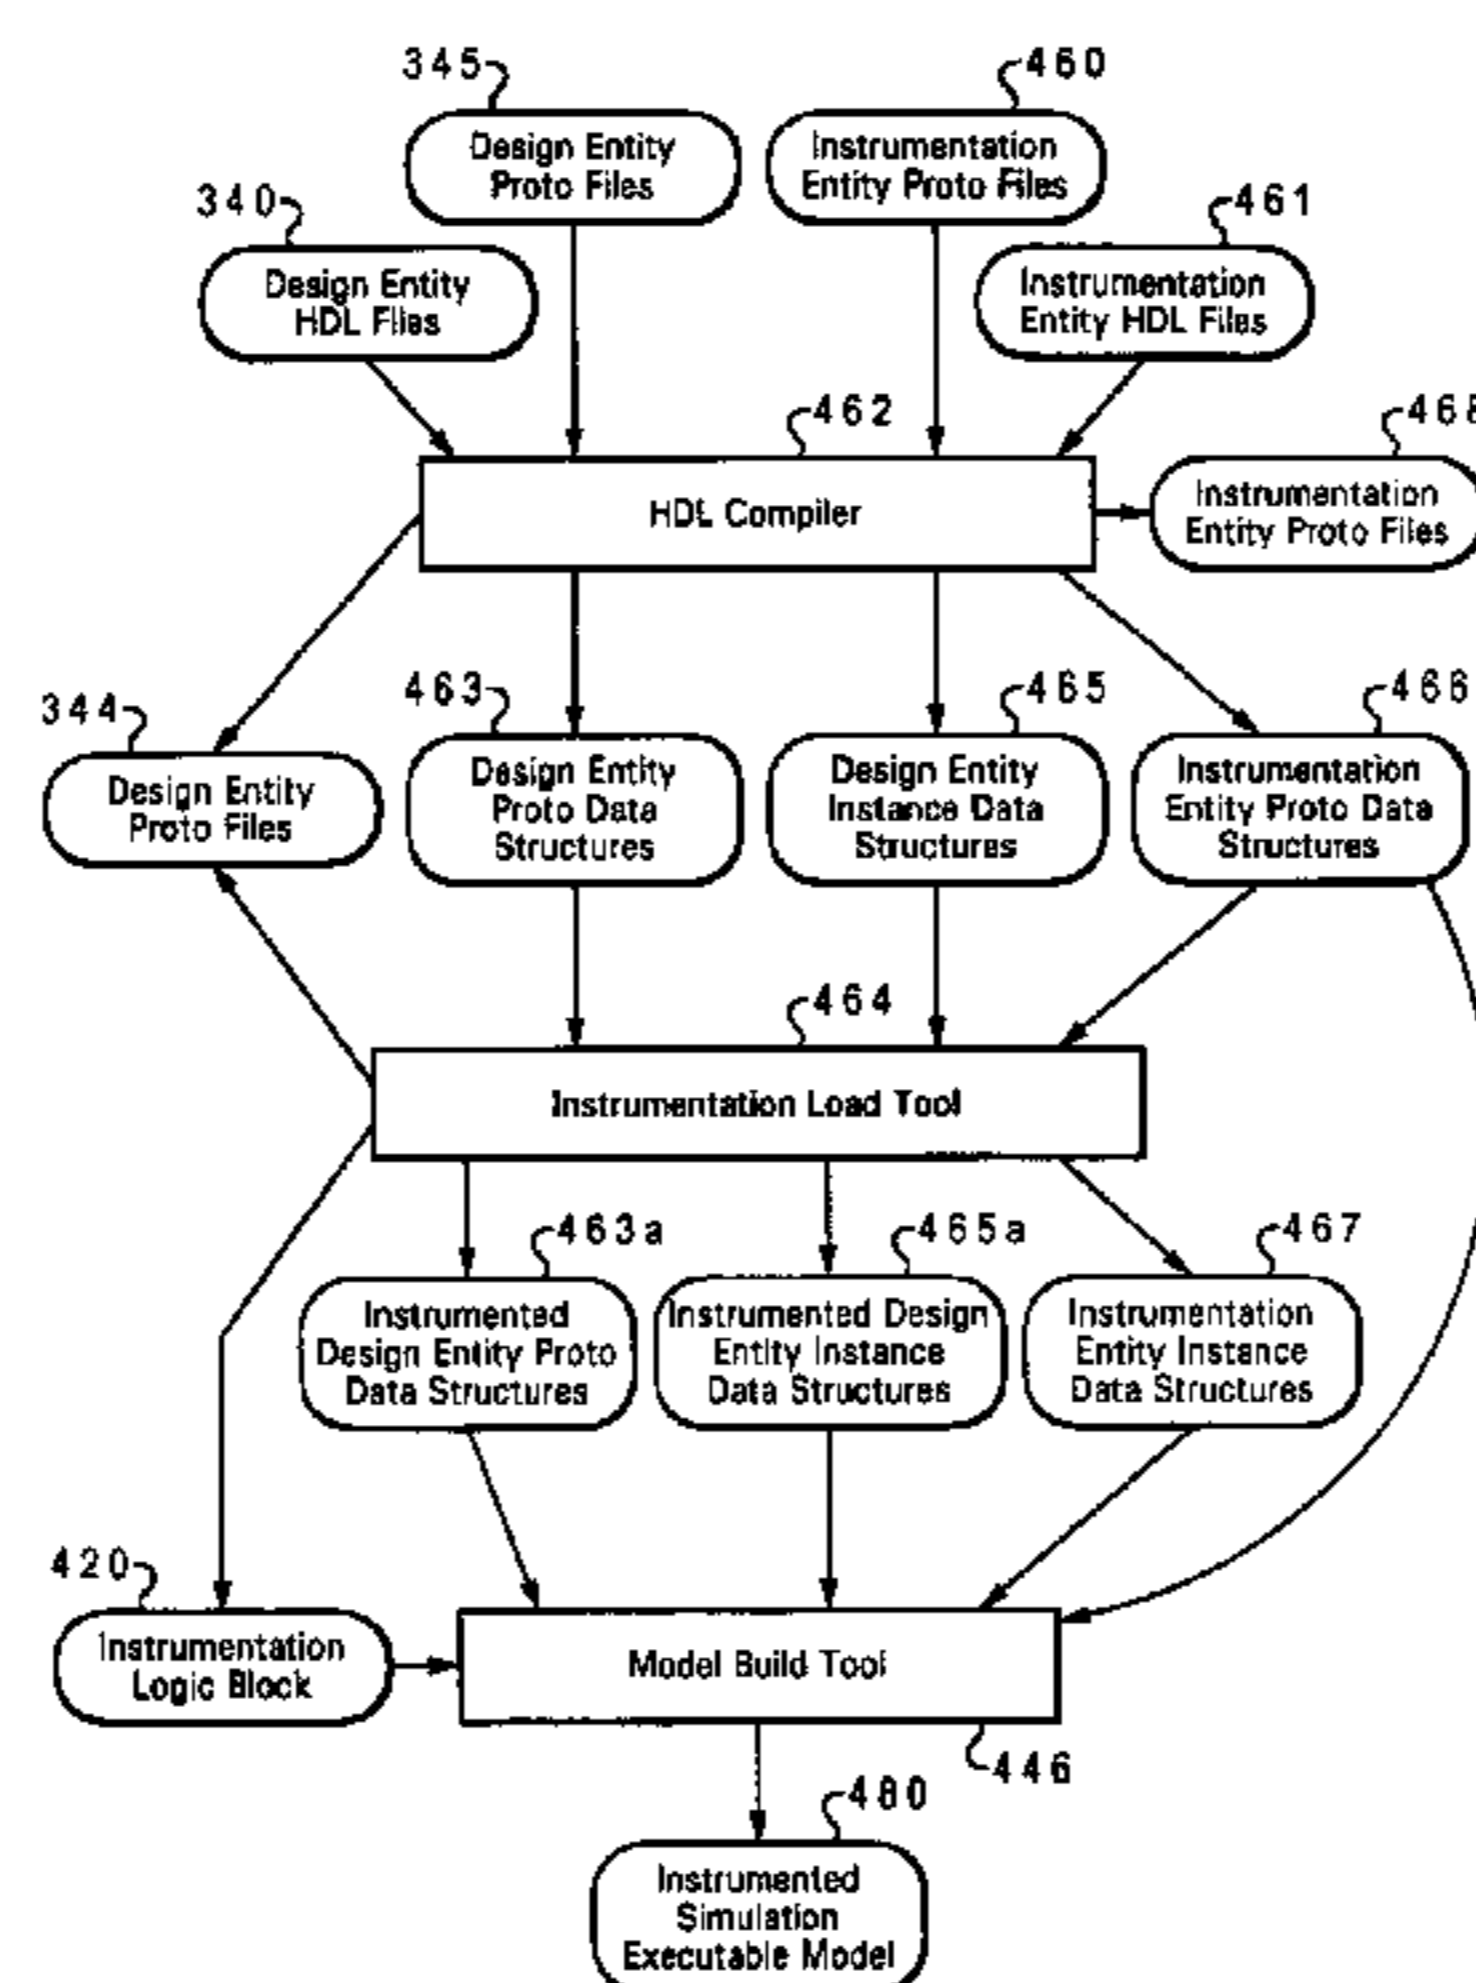 345
460
Design Entity
Proto Files
Instrumentation
Entity Proto Files
340
461
Design Entity
HDL Files
Instrumentation
Entity HDL Files
462
468
HDL Compiler
Instrumentation
Entity Proto Files
344
463
465
466
Design Entity
Proto Files
Design Entity
Proto Data
Structures
Design Entity
Instance Data
Structures
Instrumentation
Entity Proto Data
Structures
464
Instrumentation Load Tool
463a
465a
467
Instrumented
Design Entity Proto
Data Structures
Instrumented Design
Entity Instance
Data Structures
Instrumentation
Entity Instance
Data Structures
420
Instrumentation
Logic Block
Model Build Tool
446
480
Instrumented
Simulation
Executable Model